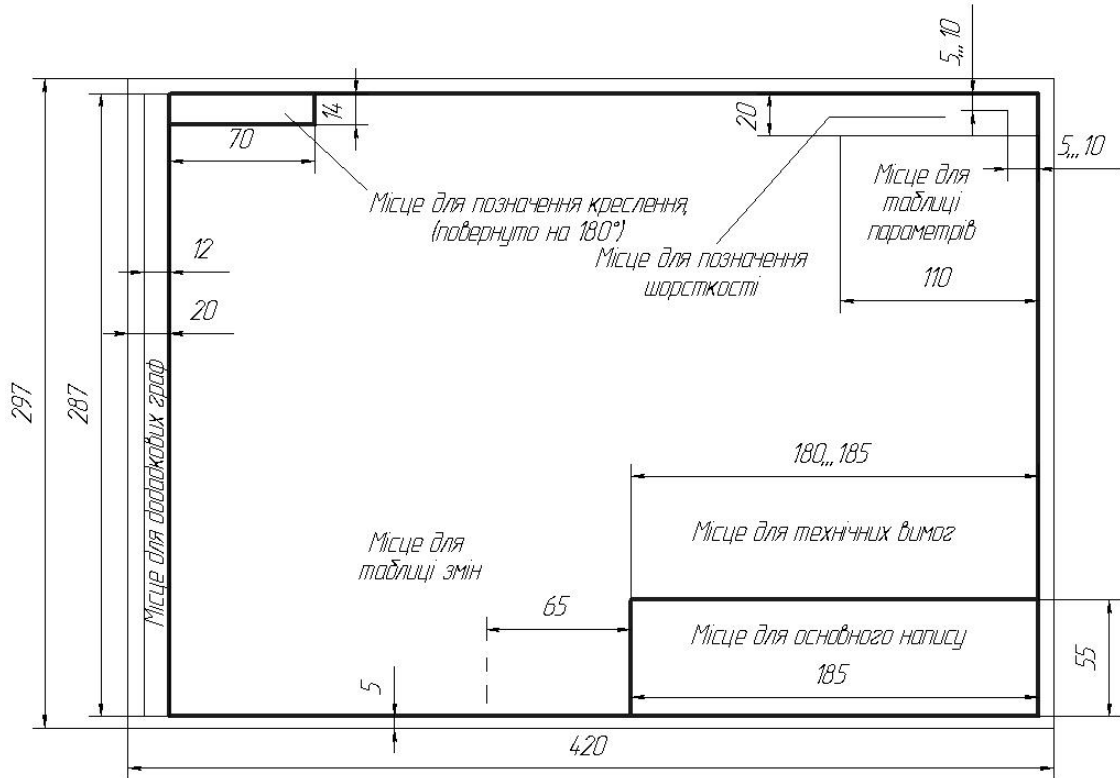 5„,10
14
20
70
5„,10
Місце для
таблиці
параметрів
Місце для позначення креслення,
(повернуто на 180°)
Місце для позначення
шорсткості
12
110
20
297
287
Місце для додадкових граф
180„,185
Місце для
таблиці змін
Місце для технічних вимог
65
Місце для основного напису
185
55
5
420